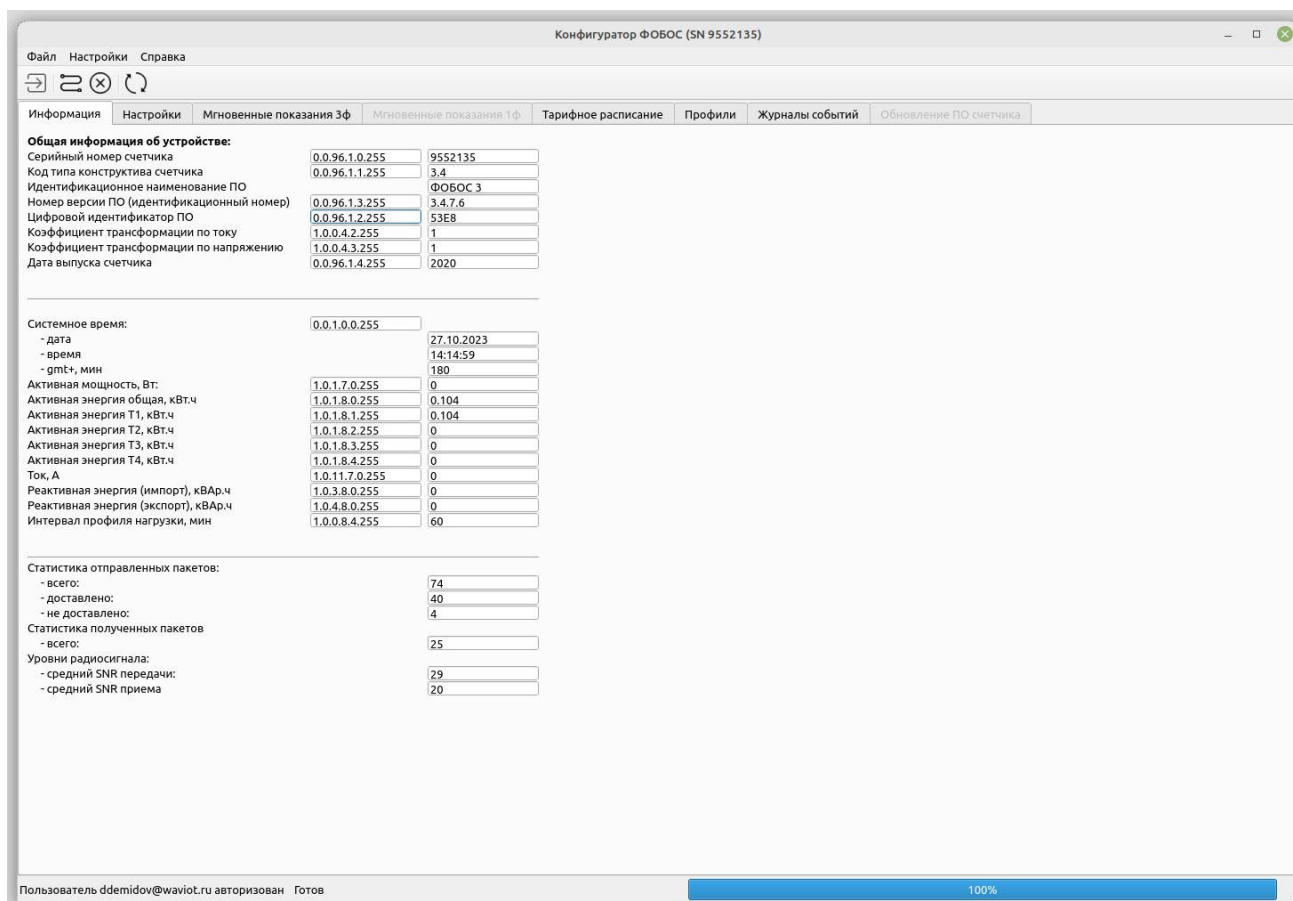 Конфигуратор ФОБОС (SN 9552135)
Файл Настройки Справка
Информация Настройки Мгновенные показания 3ф Мгновенные показания 1ф Тарифное расписание Профили Журналы событий Обновление ПО счетчика
Общая информация об устройстве:
Серийный номер счетчика 0.0.96.1.0.255 9552135
Код типа конструктива счетчика 0.0.96.1.1.255 3.4
Идентификационное наименование ПО ФОБОС 3
Номер версии ПО (идентификационный номер) 0.0.96.1.3.255 3.4.7.6
Цифровой идентификатор ПО 0.0.96.1.2.255 53E8
Коэффициент трансформации по току 1.0.0.4.2.255 1
Коэффициент трансформации по напряжению 1.0.0.4.3.255 1
Дата выпуска счетчика 0.0.96.1.4.255 2020
Системное время: 0.0.1.0.0.255
- дата 27.10.2023
- время 14:14:59
- gmt+, мин 180
Активная мощность, Вт: 1.0.1.7.0.255 0
Активная энергия общая, кВт.ч 1.0.1.8.0.255 0.104
Активная энергия Т1, кВт.ч 1.0.1.8.1.255 0.104
Активная энергия Т2, кВт.ч 1.0.1.8.2.255 0
Активная энергия Т3, кВт.ч 1.0.1.8.3.255 0
Активная энергия Т4, кВт.ч 1.0.1.8.4.255 0
Ток, А 1.0.11.7.0.255 0
Реактивная энергия (импорт), кВАр.ч 1.0.3.8.0.255 0
Реактивная энергия (экспорт), кВАр.ч 1.0.4.8.0.255 0
Интервал профиля нагрузки, мин 1.0.0.8.4.255 60
Статистика отправленных пакетов:
- всего: 74
- доставлено: 40
- не доставлено: 4
Статистика полученных пакетов
- всего: 25
Уровни радиосигнала:
- средний SNR передачи: 29
- средний SNR приема 20
Пользователь ddemidov@waviot.ru авторизован Готов 100%